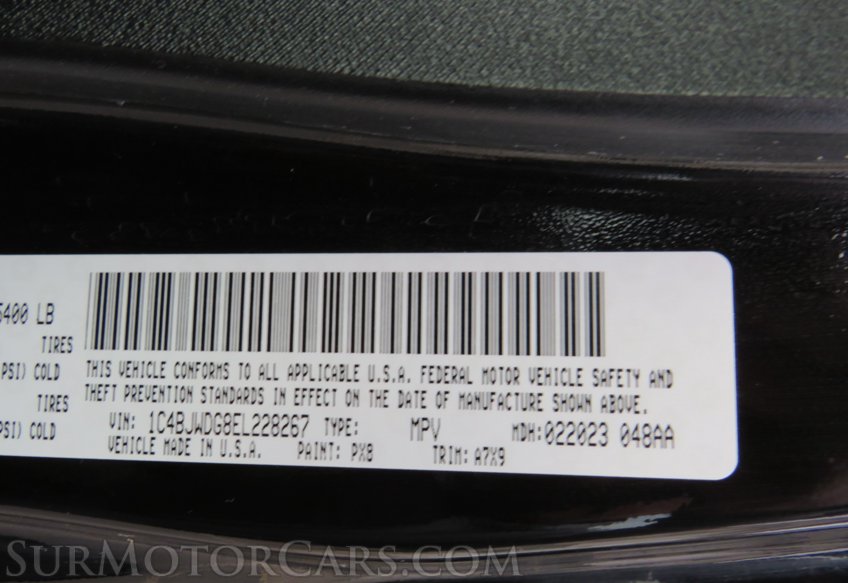 5400 LB
TIRES
PSI) COLD
TIRES
PSI) COLD
THIS VEHICLE CONFORMS TO ALL APPLICABLE U.S.A. FEDERAL MOTOR VEHICLE SAFETY AND
THEFT PREVENTION STANDARDS IN EFFECT ON THE DATE OF MANUFACTURE SHOWN ABOVE.
VIN: 1C4BJWDG8EL228267 TYPE: MPV MDH:022023 048AA
VEHICLE MADE IN U.S.A. PAINT: PX8 TRIM: A7X9
SURMOTORCARS.COM